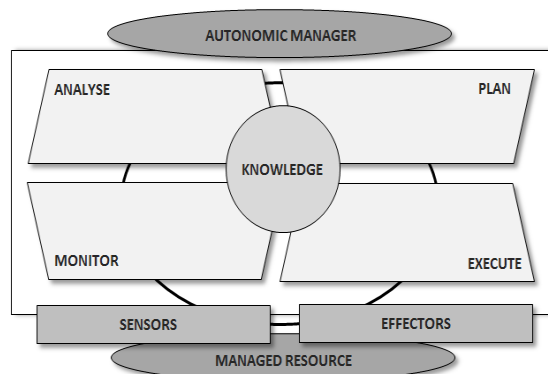 AUTONOMIC MANAGER
ANALYSE
PLAN
KNOWLEDGE
MONITOR
EXECUTE
SENSORS
EFFECTORS
MANAGED RESOURCE